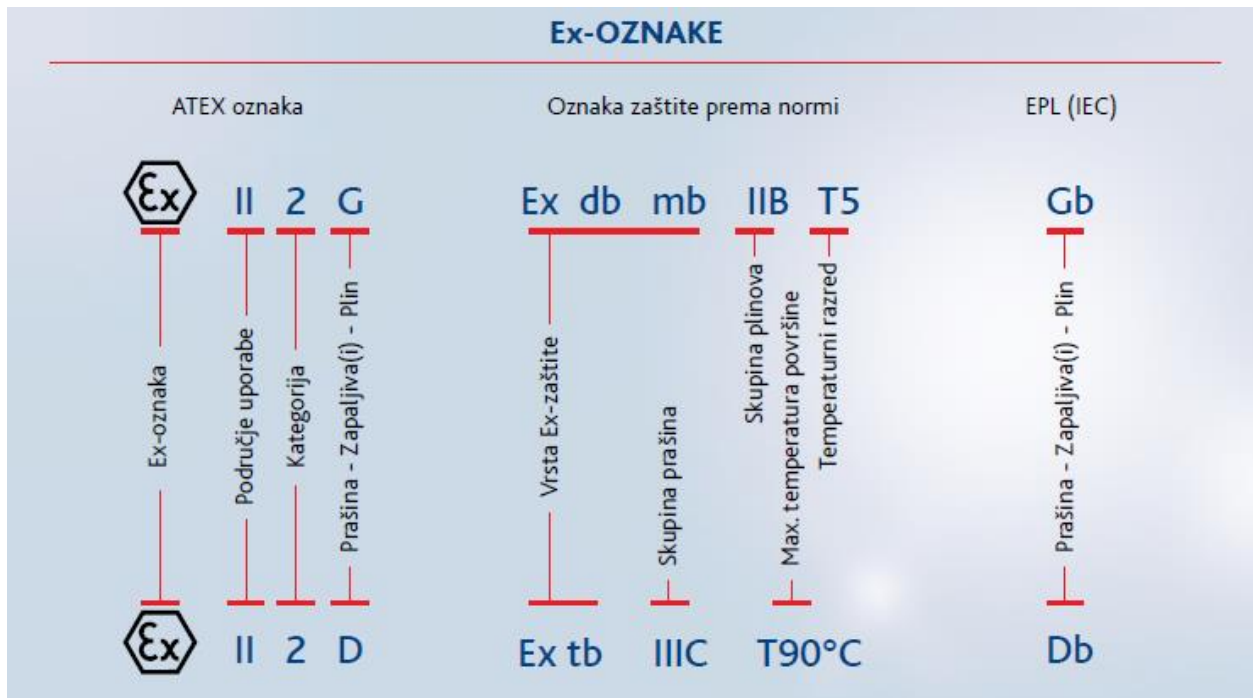 Ex-OZNAKE
ATEX oznaka Oznaka zaštite prema normi EPL (IEC)
Ex II 2 G Ex db mb IIB T5 Gb
Ex-oznaka
Područje uporabe
Kategorija
Prašina - Zapaljiva(i) - Plin
Vrsta Ex-zaštite
Skupina prašina
Skupina plinova
Max. temperatura površine
Temperaturni razred
Prašina - Zapaljiva(i) - Plin
Ex II 2 D Ex tb IIIC T90°C Db